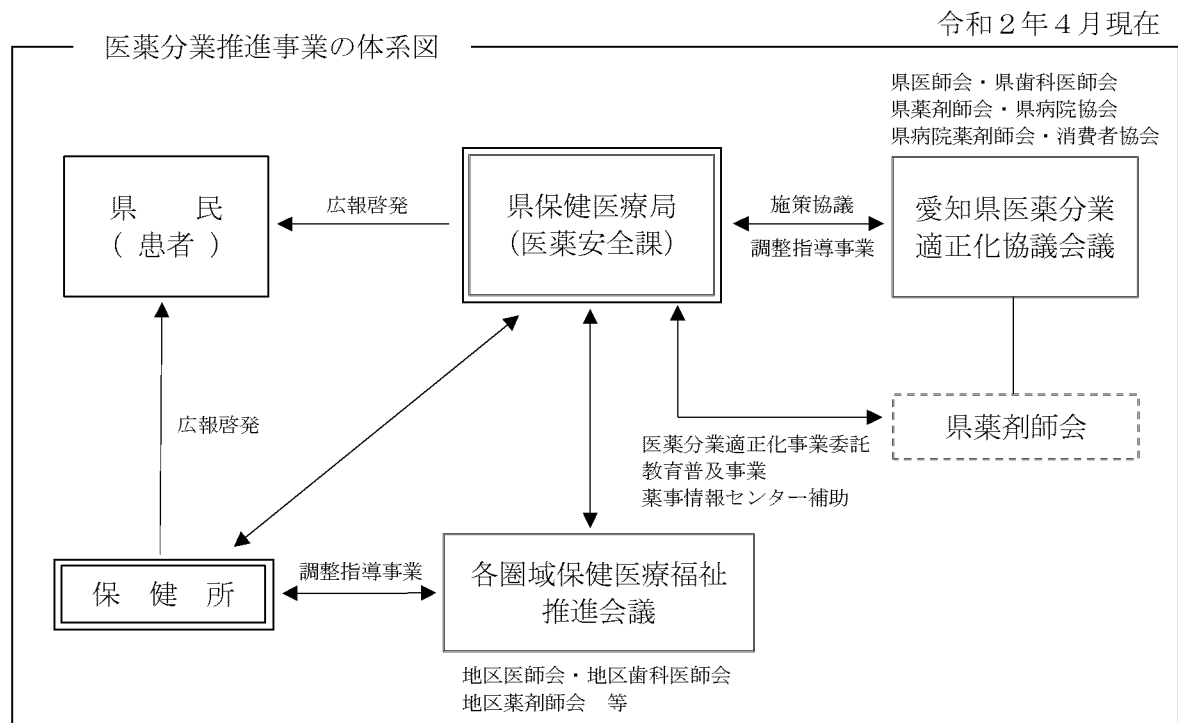 令和２年４月現在
医薬分業推進事業の体系図
県医師会・県歯科医師会
県薬剤師会・県病院協会
県病院薬剤師会・消費者協会
県　　民
（ 患者 ）
広報啓発
県保健医療局
（医薬安全課）
施策協議
調整指導事業
愛知県医薬分業
適正化協議会議
広報啓発
県薬剤師会
医薬分業適正化事業委託
教育普及事業
薬事情報センター補助
保　健　所
調整指導事業
各圏域保健医療福祉
推進会議
地区医師会・地区歯科医師会
地区薬剤師会　等